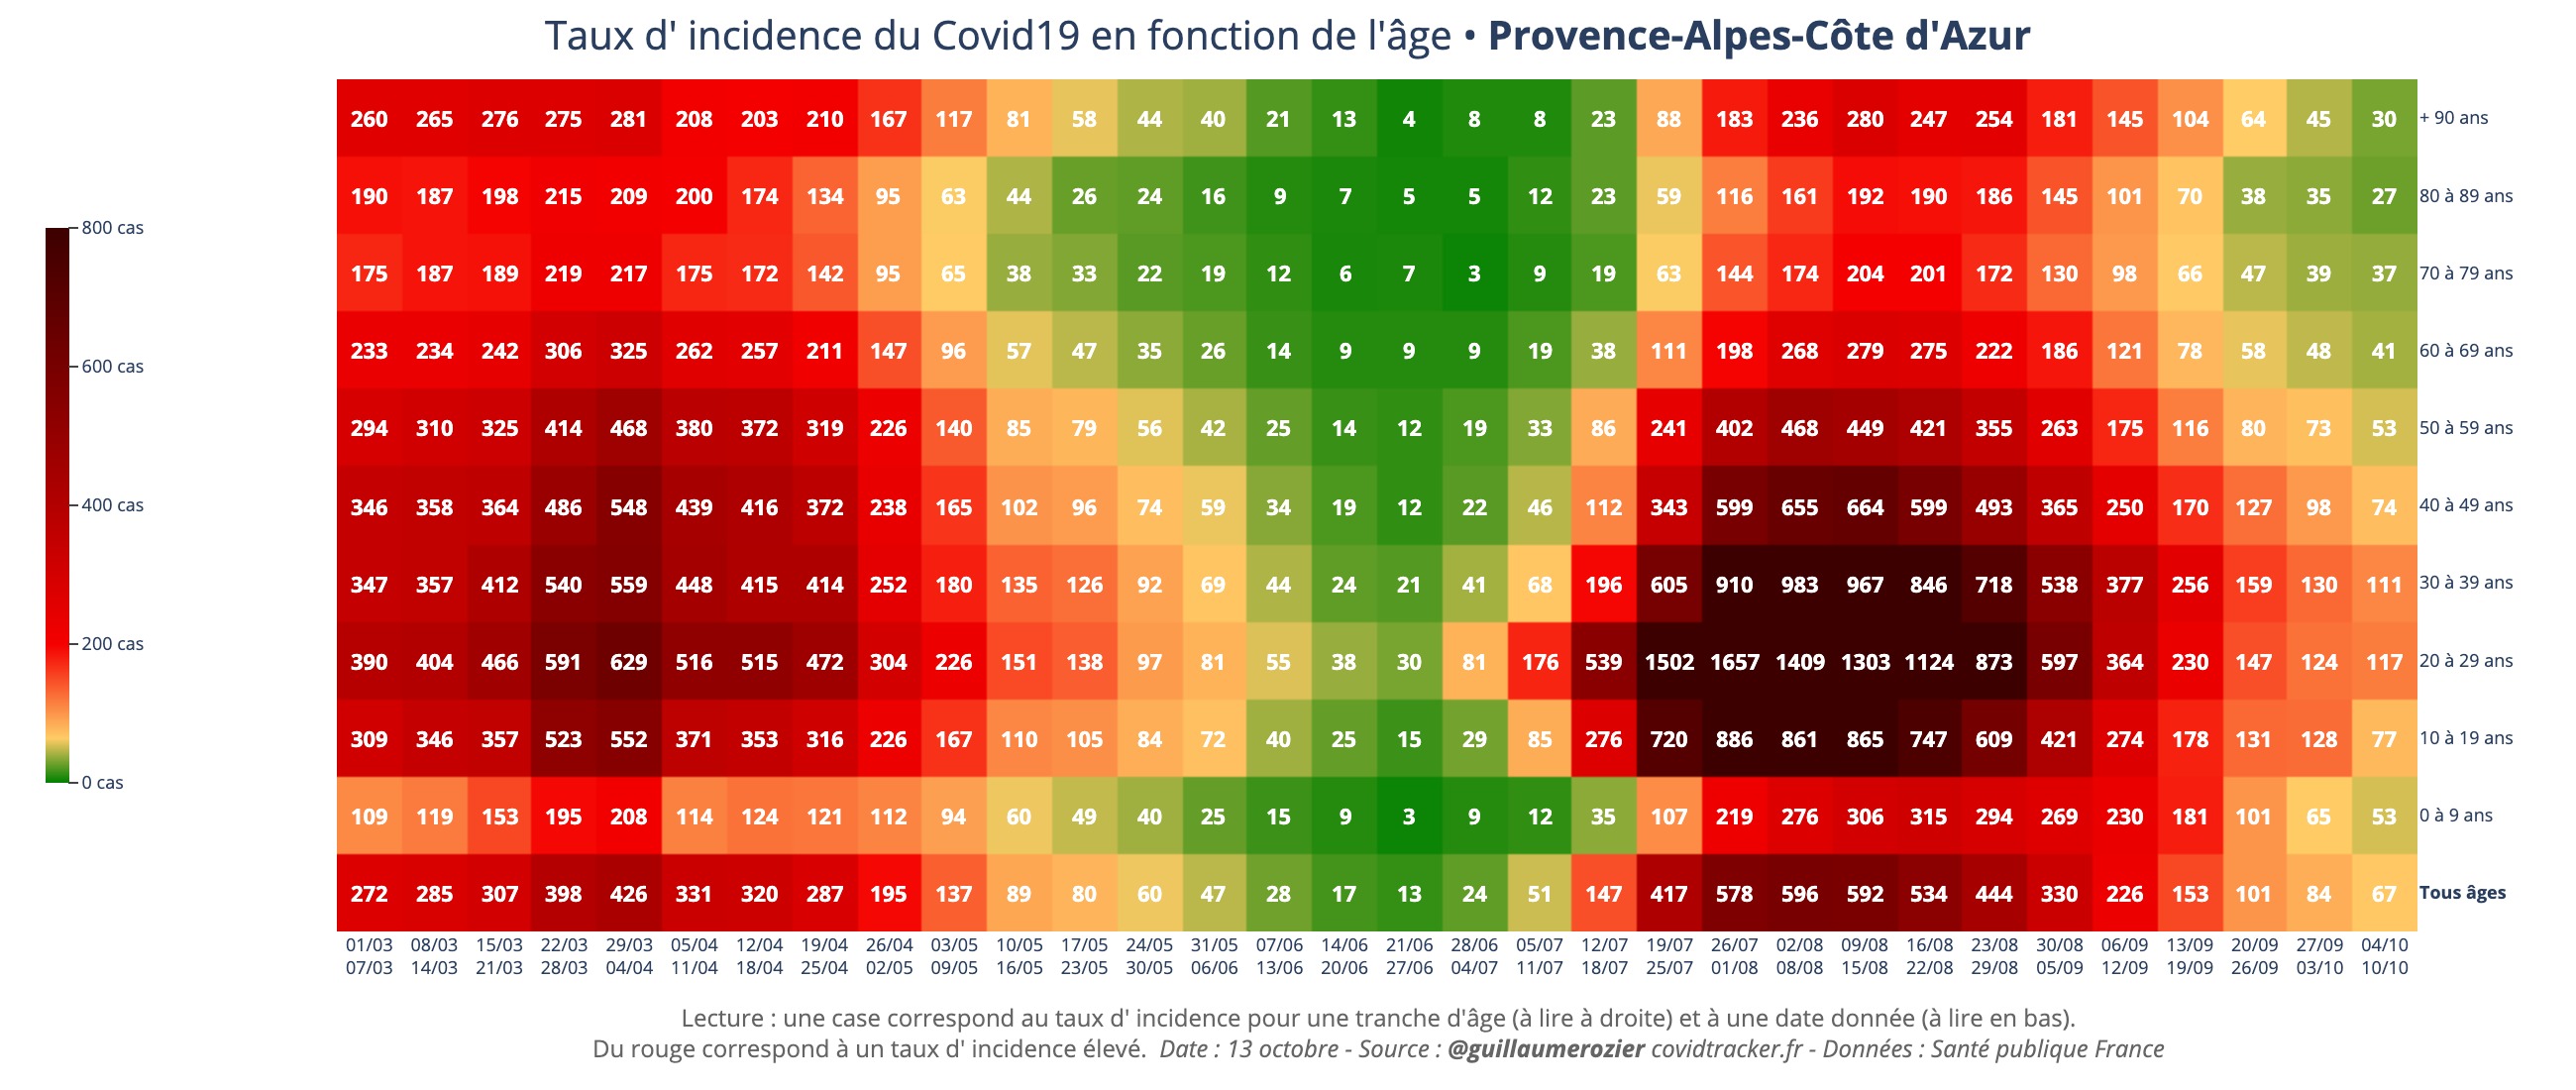 Taux d' incidence du Covid19 en fonction de l'âge • Provence-Alpes-Côte d'Azur
260 265 276 275 281 208 203 210 167 117 81 58 44 40 21 13 4 8 8 23 88 183 236 280 247 254 181 145 104 64 45 30 + 90 ans
190 187 198 215 209 200 174 134 95 63 44 26 24 16 9 7 5 5 12 23 59 116 161 192 190 186 145 101 70 38 35 27 80 à 89 ans
175 187 189 219 217 175 172 142 95 65 38 33 22 19 12 6 7 3 9 19 63 144 174 204 201 172 130 98 66 47 39 37 70 à 79 ans
233 234 242 306 325 262 257 211 147 96 57 47 35 26 14 9 9 9 19 38 111 198 268 279 275 222 186 121 78 58 48 41 60 à 69 ans
294 310 325 414 468 380 372 319 226 140 85 79 56 42 25 14 12 19 33 86 241 402 468 449 421 355 263 175 116 80 73 53 50 à 59 ans
346 358 364 486 548 439 416 372 238 165 102 96 74 59 34 19 12 22 46 112 343 599 655 664 599 493 365 250 170 127 98 74 40 à 49 ans
347 357 412 540 559 448 415 414 252 180 135 126 92 69 44 24 21 41 68 196 605 910 983 967 846 718 538 377 256 159 130 111 30 à 39 ans
390 404 466 591 629 516 515 472 304 226 151 138 97 81 55 38 30 81 176 539 1502 1657 1409 1303 1124 873 597 364 230 147 124 117 20 à 29 ans
309 346 357 523 552 371 353 316 226 167 110 105 84 72 40 25 15 29 85 276 720 886 861 865 747 609 421 274 178 131 128 77 10 à 19 ans
109 119 153 195 208 114 124 121 112 94 60 49 40 25 15 9 3 9 12 35 107 219 276 306 315 294 269 230 181 101 65 53 0 à 9 ans
272 285 307 398 426 331 320 287 195 137 89 80 60 47 28 17 13 24 51 147 417 578 596 592 534 444 330 226 153 101 84 67 Tous âges
01/03 08/03 15/03 22/03 29/03 05/04 12/04 19/04 26/04 03/05 10/05 17/05 24/05 31/05 07/06 14/06 21/06 28/06 05/07 12/07 19/07 26/07 02/08 09/08 16/08 23/08 30/08 06/09 13/09 20/09 27/09 04/10
07/03 14/03 21/03 28/03 04/04 11/04 18/04 25/04 02/05 09/05 16/05 23/05 30/05 06/06 13/06 20/06 27/06 04/07 11/07 18/07 25/07 01/08 08/08 15/08 22/08 29/08 05/09 12/09 19/09 26/09 03/10 10/10
800 cas
600 cas
400 cas
200 cas
0 cas
Lecture : une case correspond au taux d' incidence pour une tranche d'âge (à lire à droite) et à une date donnée (à lire en bas).
Du rouge correspond à un taux d' incidence élevé. Date : 13 octobre - Source : @guillaumerozier covidtracker.fr - Données : Santé publique France